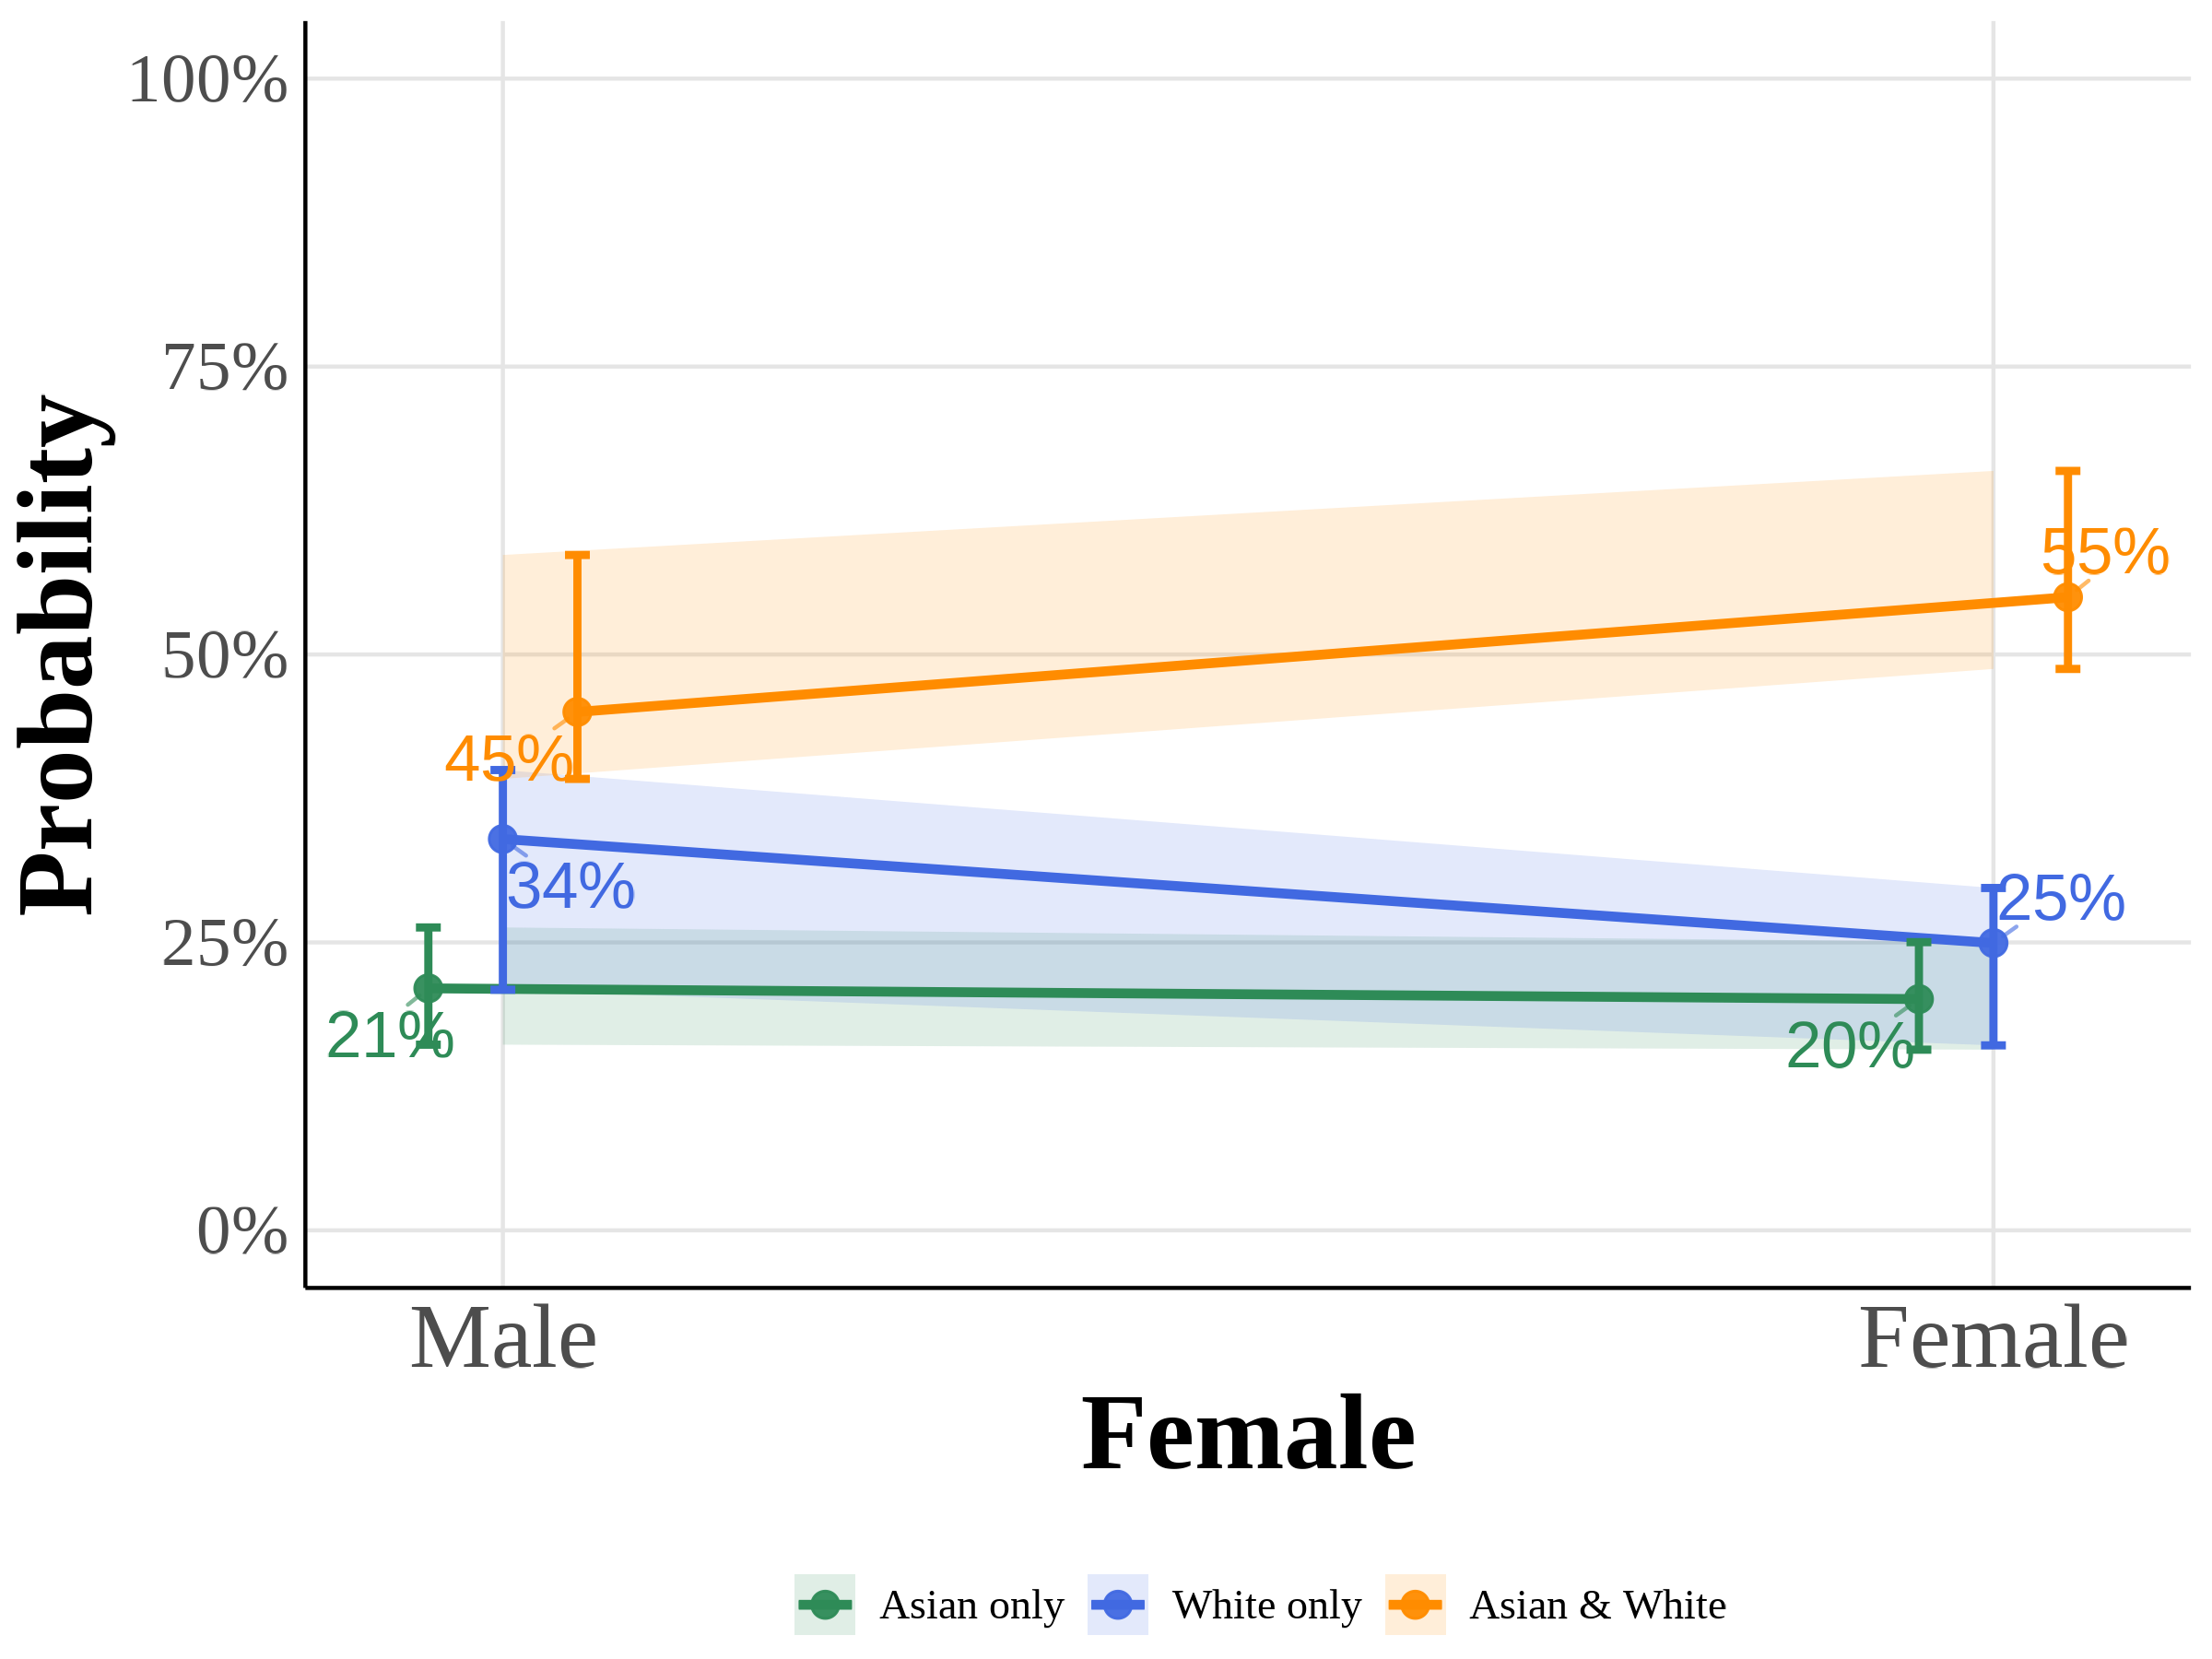 100%
75%
50%
25%
0%
Probability
55%
45%
34%
25%
21%
20%
Male
Female
Female
Asian only
White only
Asian & White